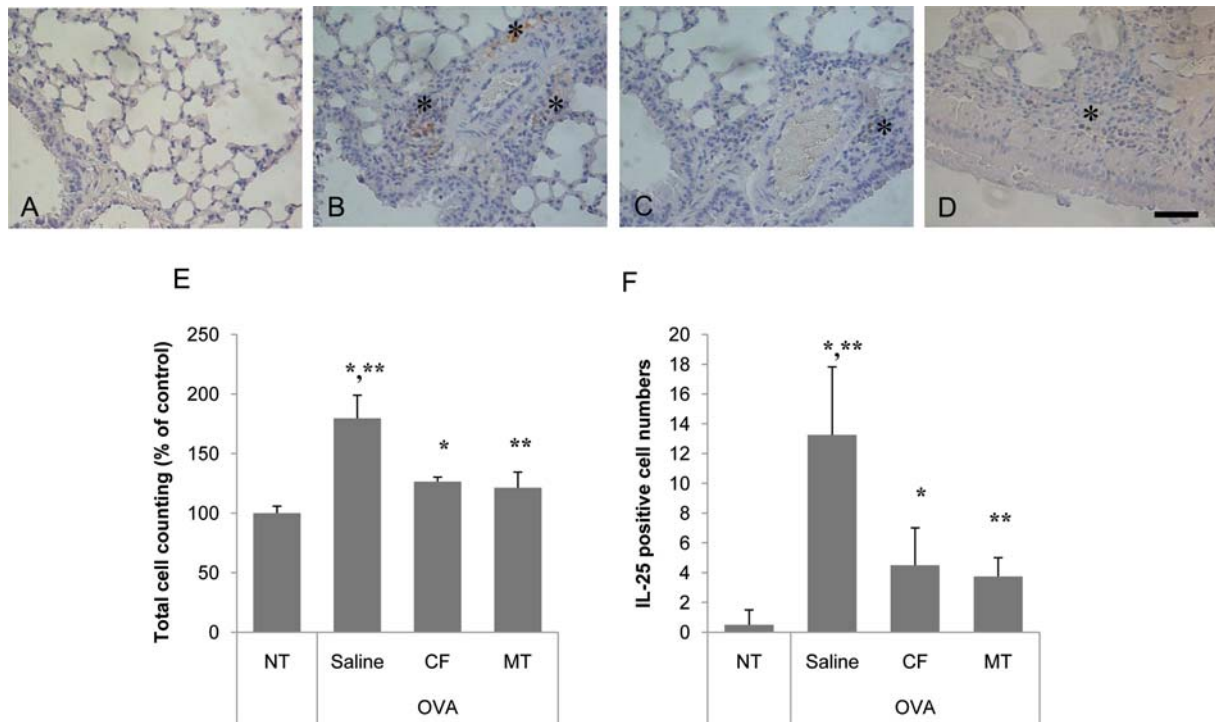 *
* *
*
*
A
B
C
D
E
F
Total cell counting (% of control)
250
200
150
100
50
0
*,**
*
**
NT
Saline
CF
MT
OVA
IL-25 positive cell numbers
20
18
16
14
12
10
8
6
4
2
0
*,**
*
**
NT
Saline
CF
MT
OVA